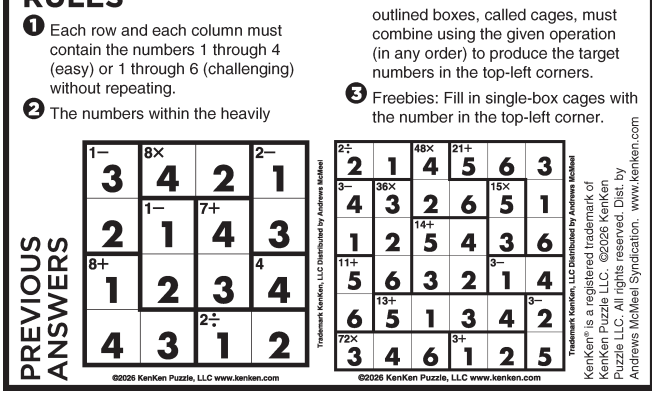 RULES
1 Each row and each column must
contain the numbers 1 through 4
(easy) or 1 through 6 (challenging)
without repeating.
2 The numbers within the heavily
outlined boxes, called cages, must
combine using the given operation
(in any order) to produce the target
numbers in the top-left corners.
3 Freebies: Fill in single-box cages with
the number in the top-left corner.
PREVIOUS
ANSWERS
1− 8× 2−
3 4 2 1
1− 7+
2 1 4 3
8+ 4
1 2 3 4
2÷
4 3 1 2
©2026 KenKen Puzzle, LLC www.kenken.com
Trademark KenKen, LLC Distributed by Andrews McMeel
2÷ 48× 21+
2 1 4 5 6 3
3− 36× 15×
4 3 2 6 5 1
14+
1 2 5 4 3 6
11+ 3−
5 6 3 2 1 4
13+ 3−
6 5 1 3 4 2
72× 3+
3 4 6 1 2 5
©2026 KenKen Puzzle, LLC www.kenken.com
Trademark KenKen, LLC Distributed by Andrews McMeel
KenKen® is a registered trademark of
KenKen Puzzle LLC. ©2026 KenKen
Puzzle LLC. All rights reserved. Dist. by
Andrews McMeel Syndication. www.kenken.com